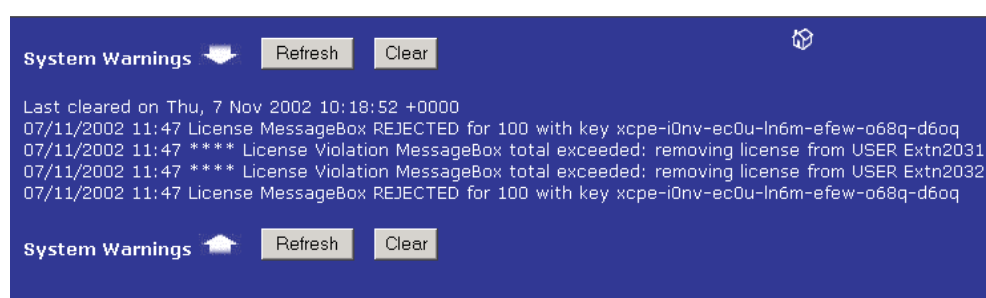 System Warnings Refresh Clear
Last cleared on Thu, 7 Nov 2002 10:18:52 +0000
07/11/2002 11:47 License MessageBox REJECTED for 100 with key xcpe-i0nv-ec0u-ln6m-efew-o68q-d6oq
07/11/2002 11:47 **** License Violation MessageBox total exceeded: removing license from USER Extn2031
07/11/2002 11:47 **** License Violation MessageBox total exceeded: removing license from USER Extn2032
07/11/2002 11:47 License MessageBox REJECTED for 100 with key xcpe-i0nv-ec0u-ln6m-efew-o68q-d6oq
System Warnings Refresh Clear